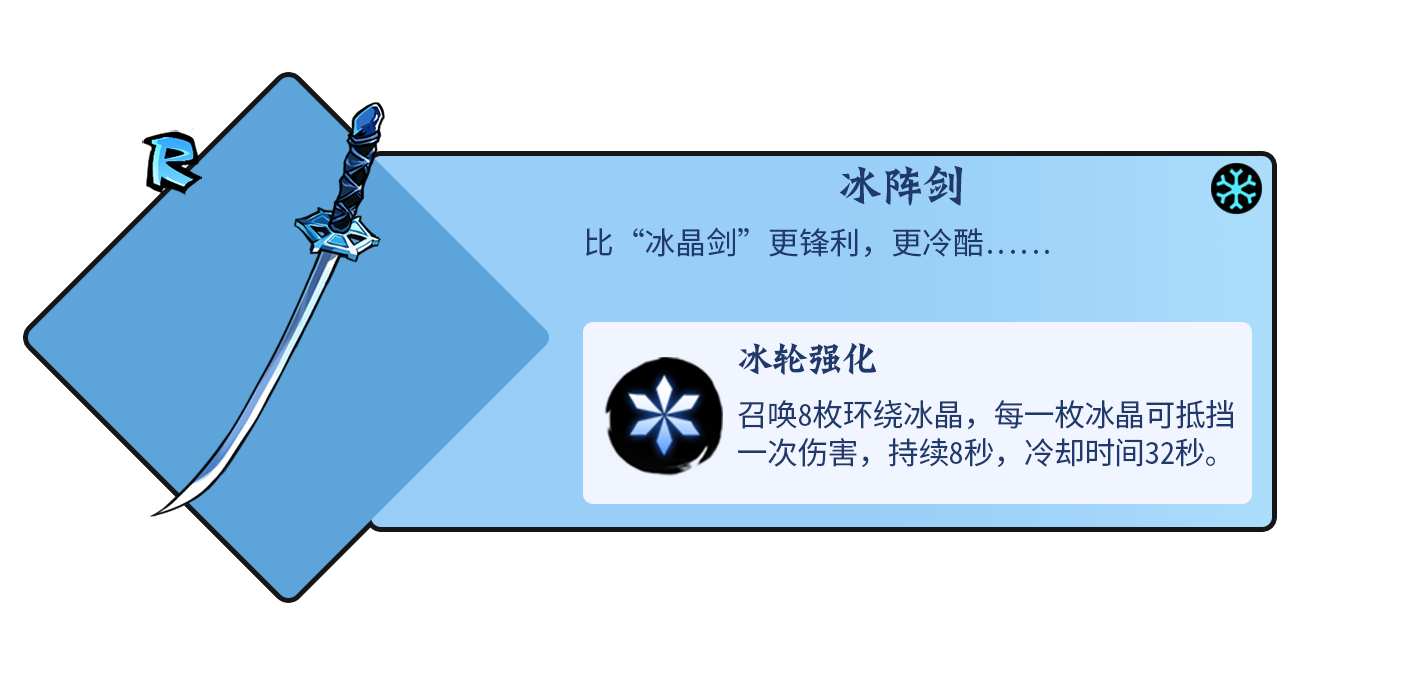 R
冰阵剑
比“冰晶剑”更锋利，更冷酷……
冰轮强化
召唤8枚环绕冰晶，每一枚冰晶可抵挡
一次伤害，持续8秒，冷却时间32秒。